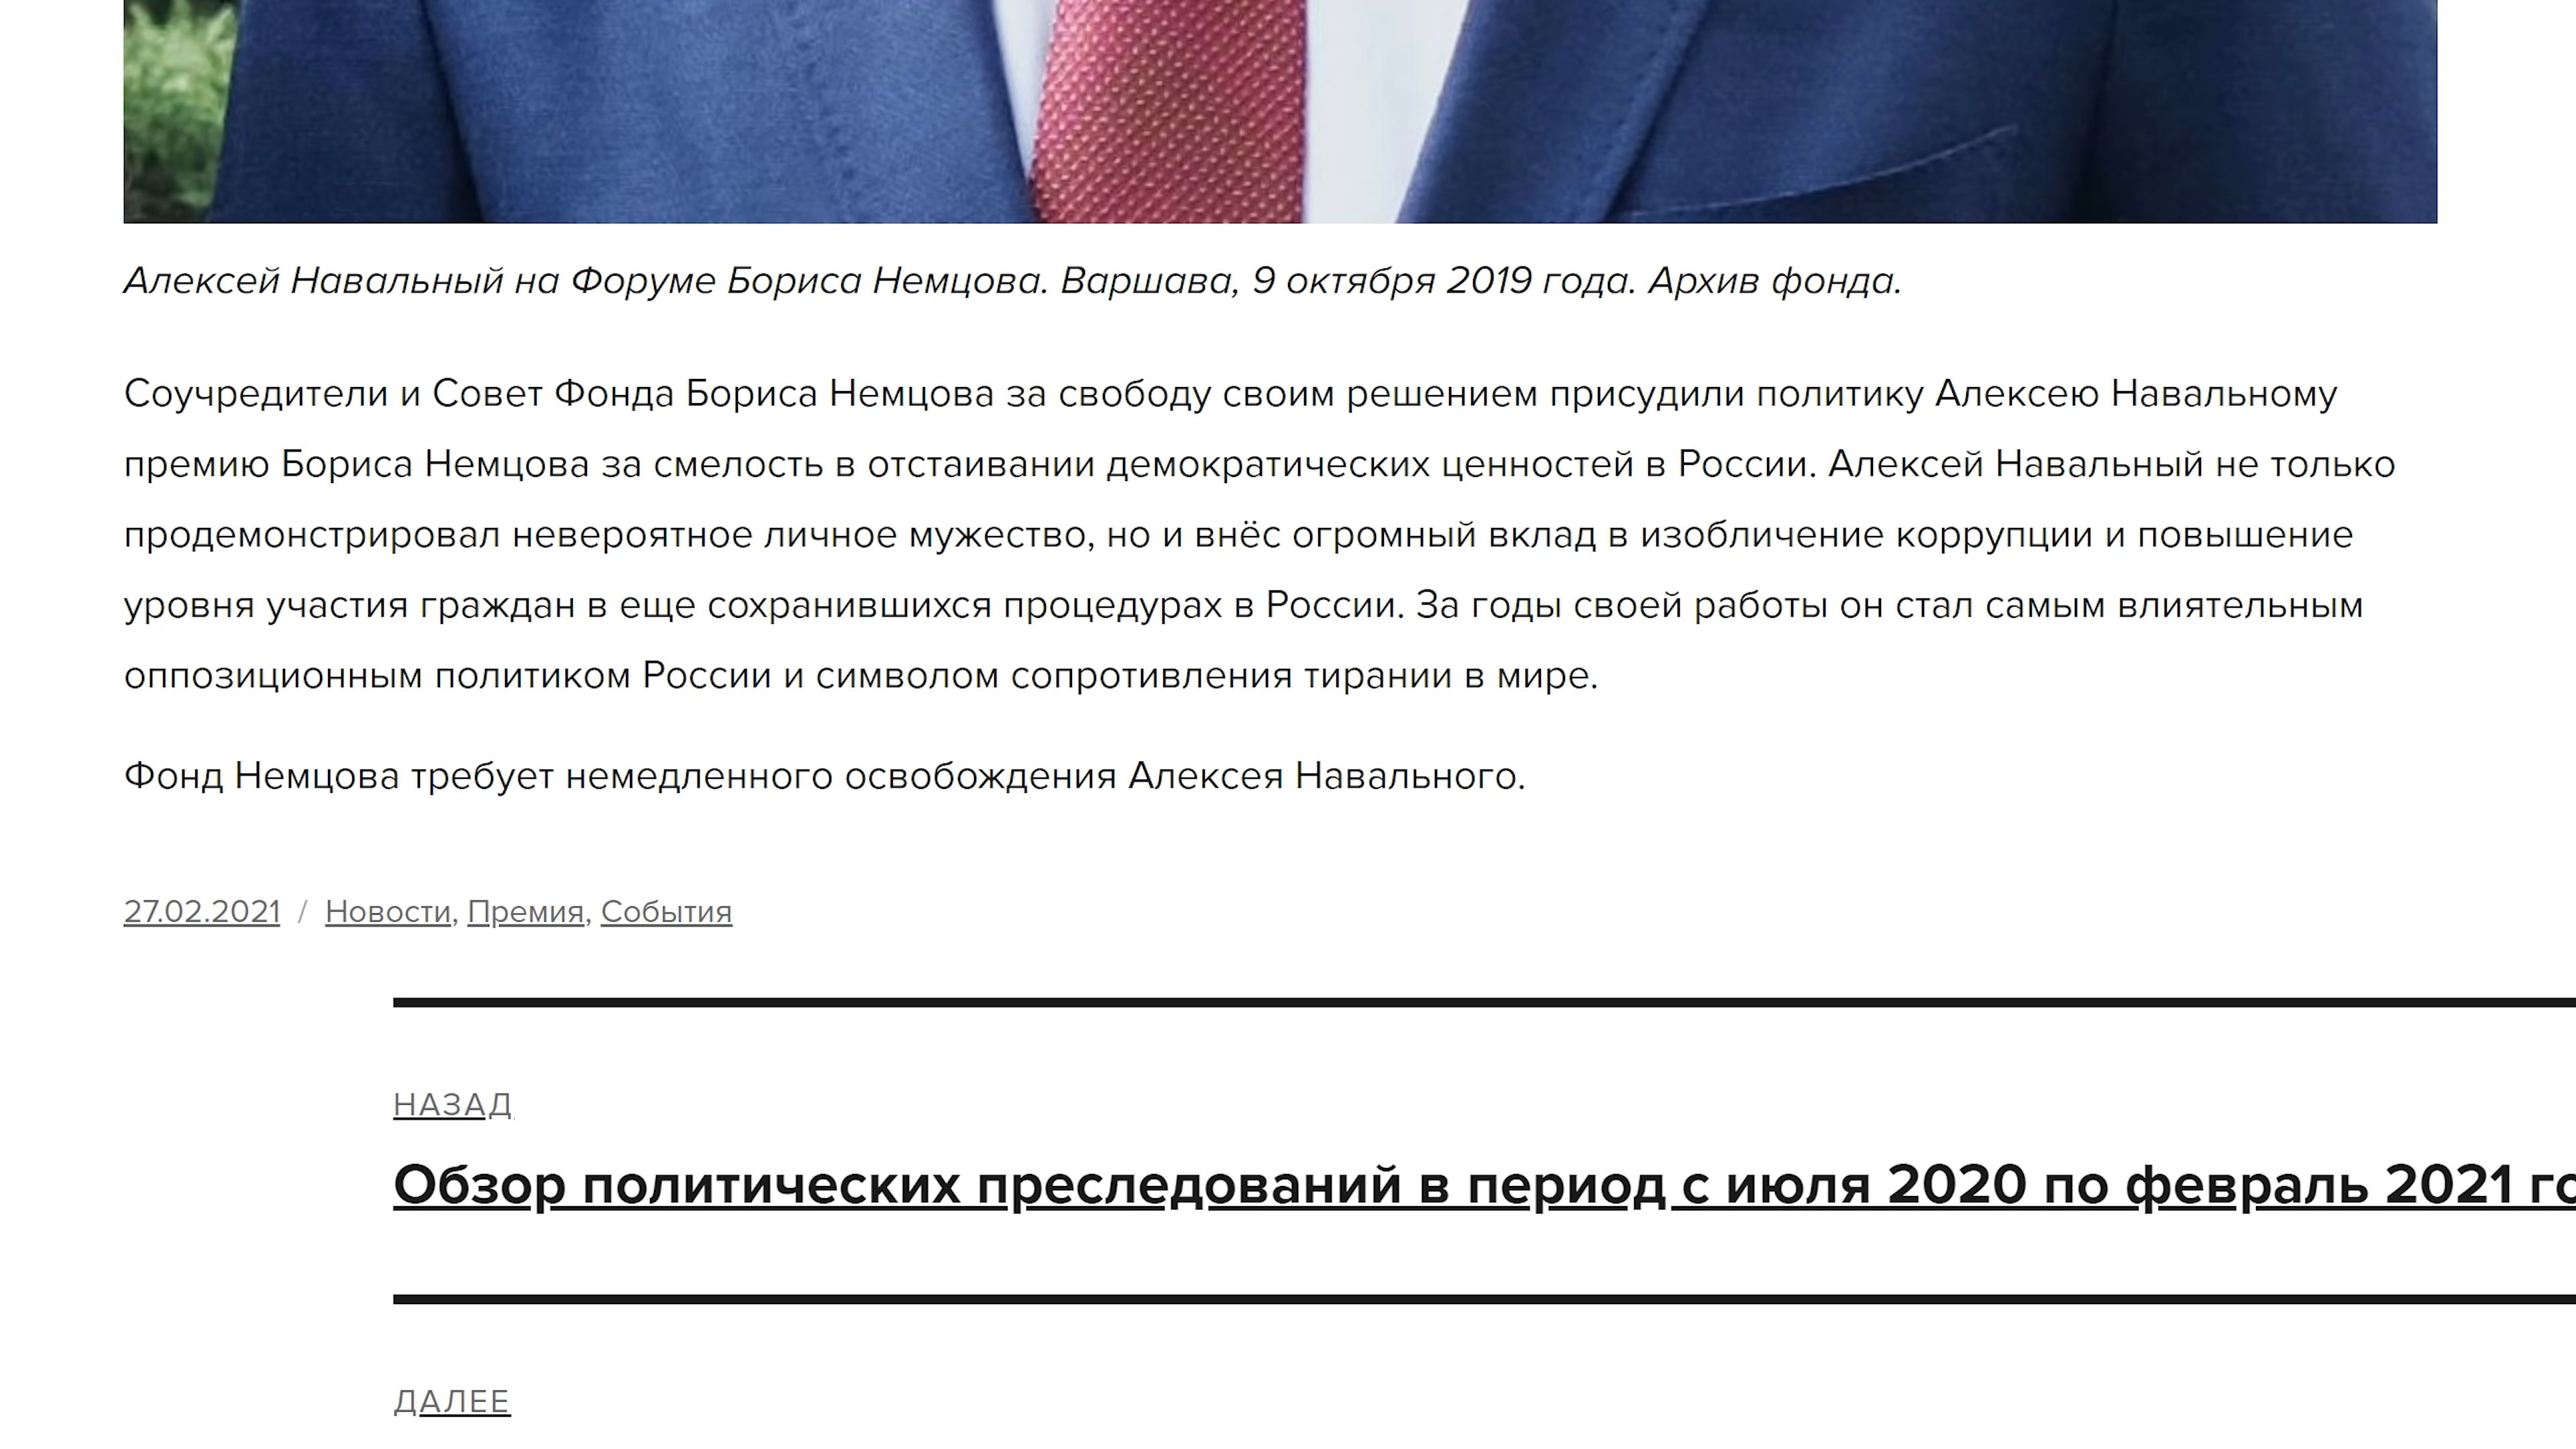 Алексей Навальный на Форуме Бориса Немцова. Варшава, 9 октября 2019 года. Архив фонда.
Соучредители и Совет Фонда Бориса Немцова за свободу своим решением присудили политику Алексею Навальному
премию Бориса Немцова за смелость в отстаивании демократических ценностей в России. Алексей Навальный не только
продемонстрировал невероятное личное мужество, но и внёс огромный вклад в изобличение коррупции и повышение
уровня участия граждан в еще сохранившихся процедурах в России. За годы своей работы он стал самым влиятельным
оппозиционным политиком России и символом сопротивления тирании в мире.
Фонд Немцова требует немедленного освобождения Алексея Навального.
27.02.2021 / Новости, Премия, События
НАЗАД
Обзор политических преследований в период с июля 2020 по февраль 2021
ДАЛЕЕ